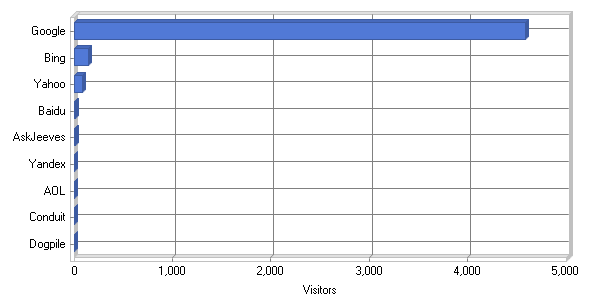 Google
Bing
Yahoo
Baidu
AskJeeves
Yandex
AOL
Conduit
Dogpile
0 1,000 2,000 3,000 4,000 5,000
Visitors